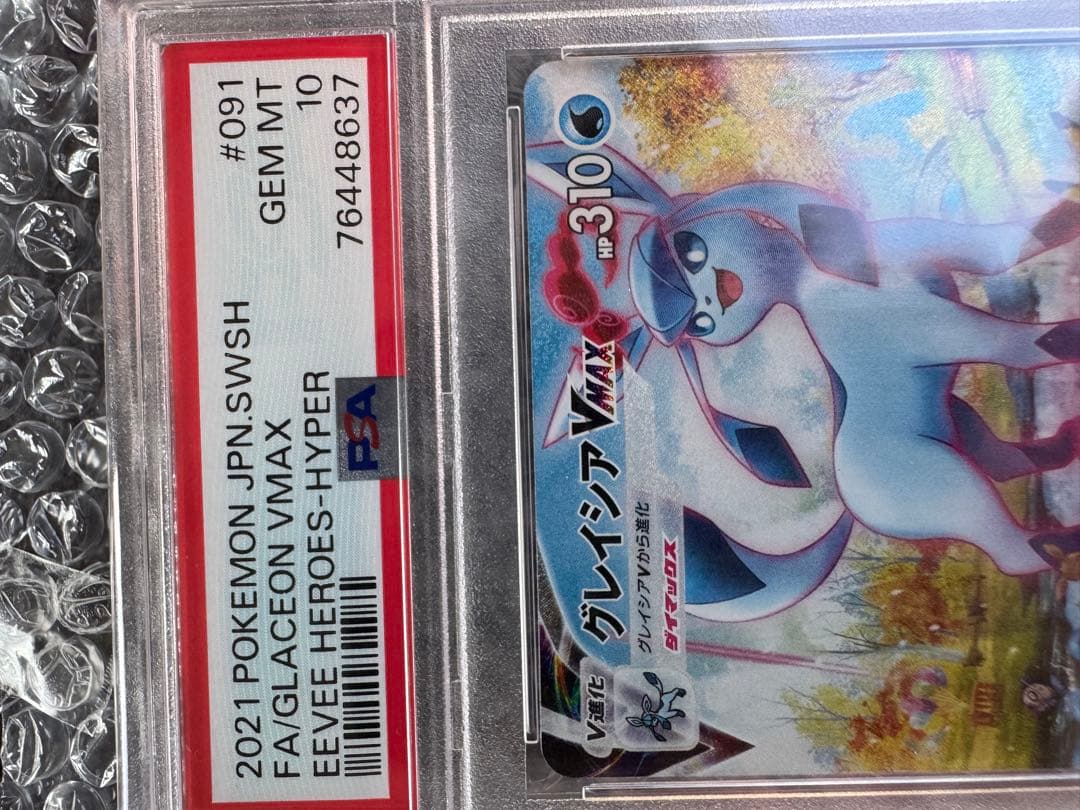 2021 POKEMON JPN.SWSH #091
FA/GLACEON VMAX GEM MT
EEVEE HEROES-HYPER 10
76448637
PSA
V進化
グレイシアVMAX
HP310
グレイシアVから進化
ダイマックス